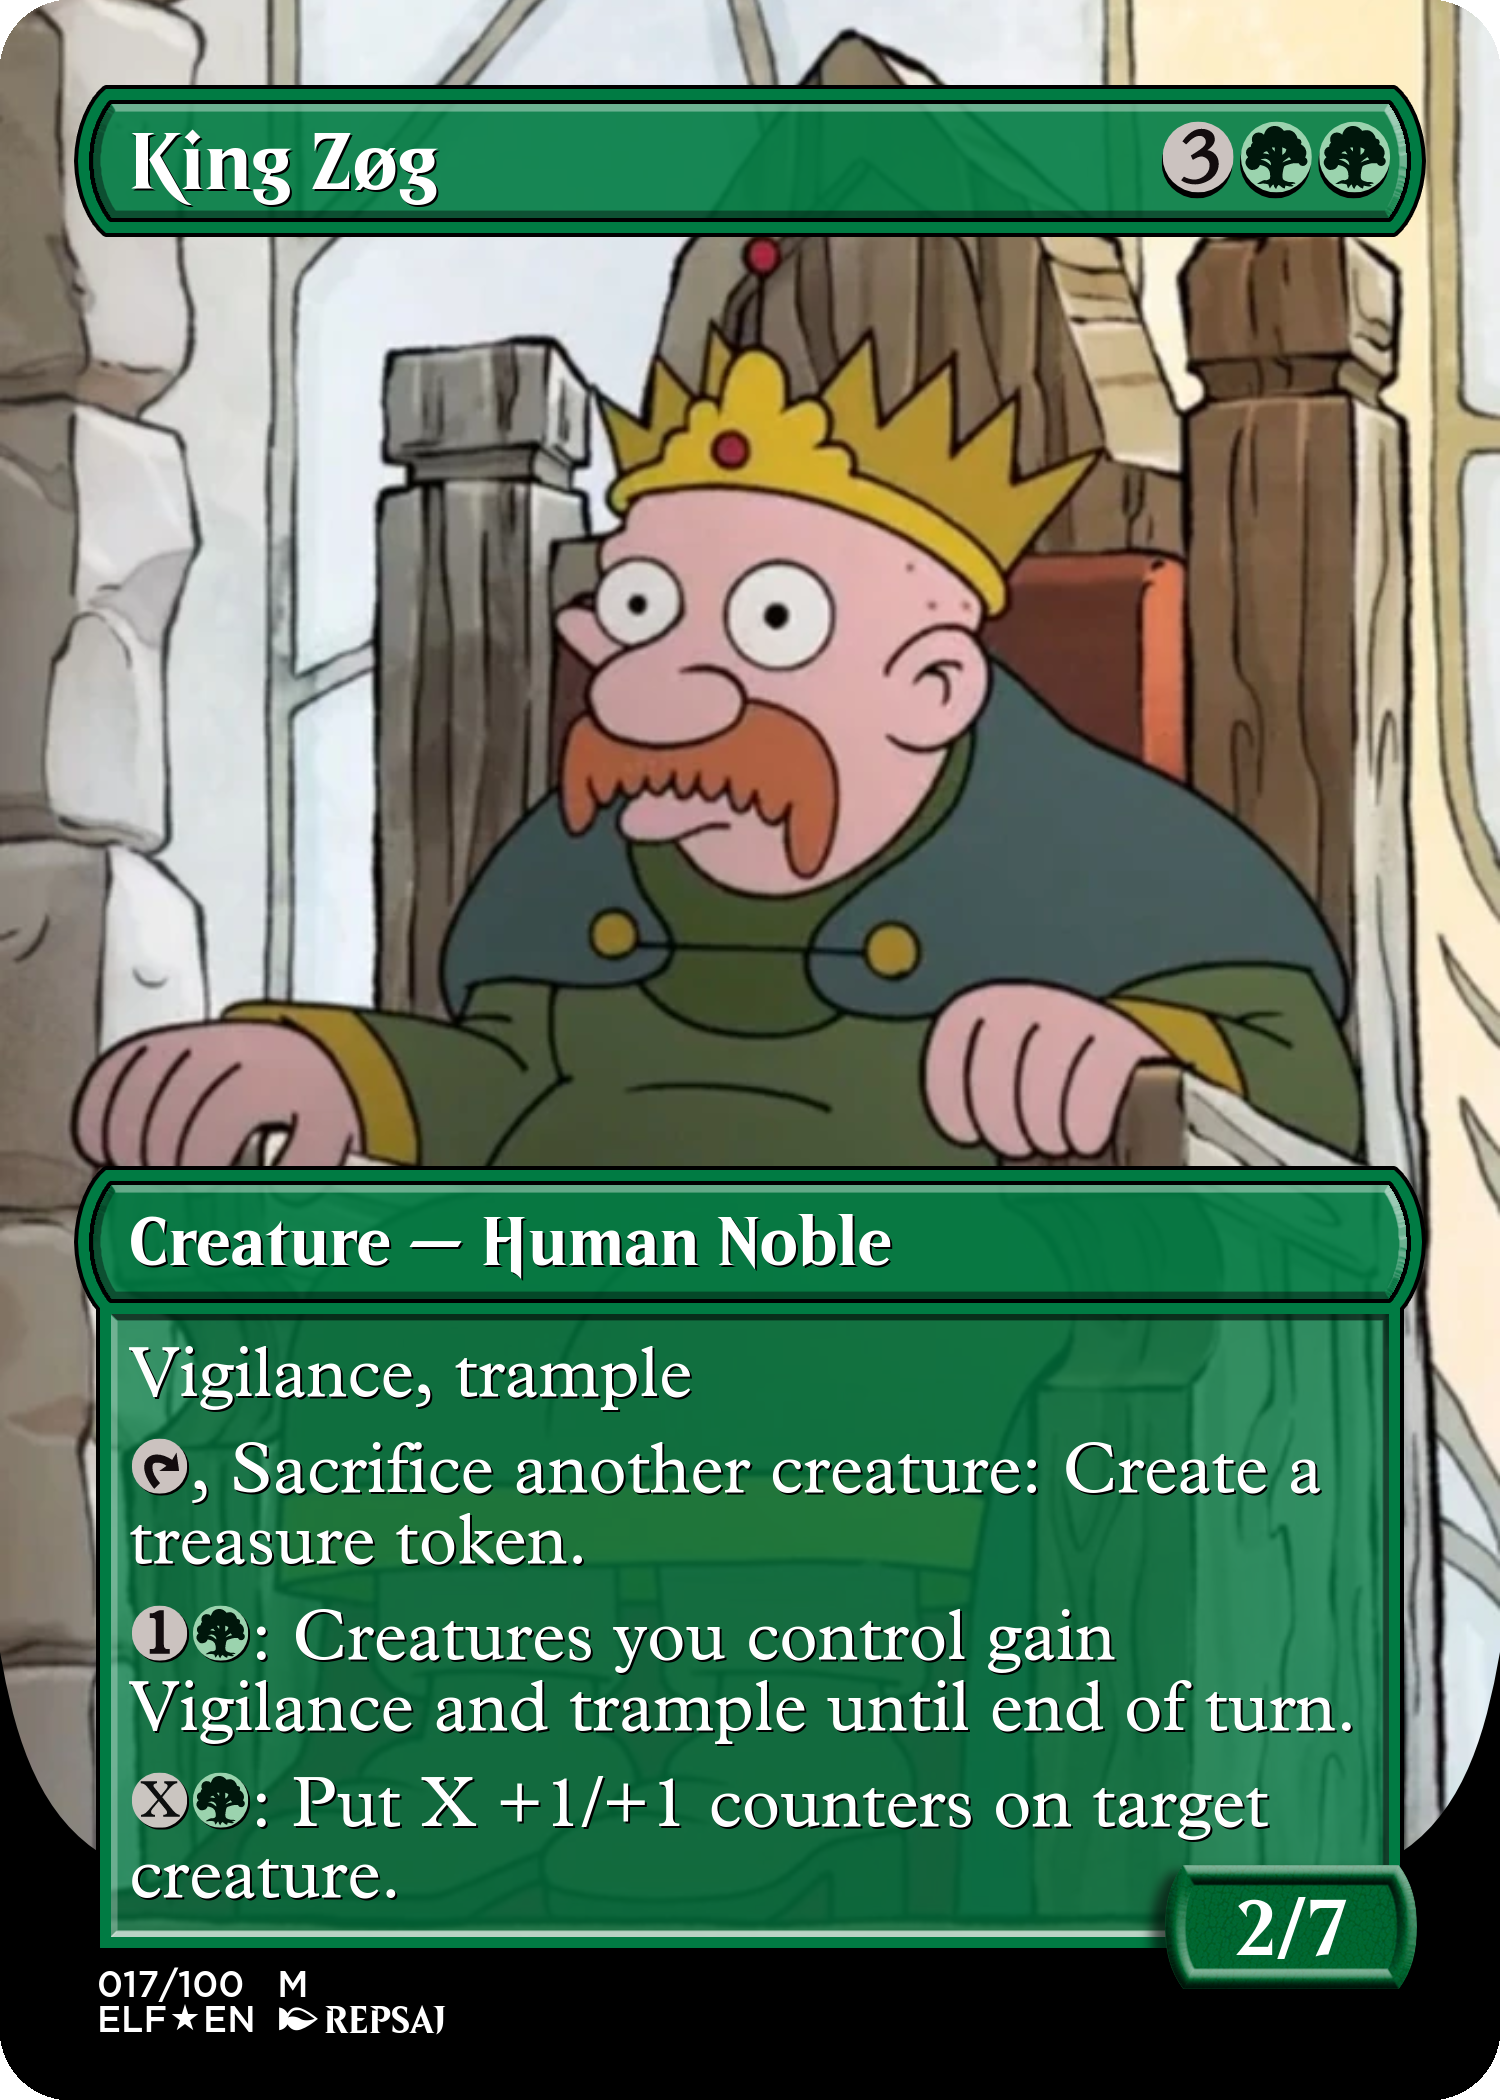 King Zøg 3
Creature — Human Noble
Vigilance, trample
, Sacrifice another creature: Create a
treasure token.
1: Creatures you control gain
Vigilance and trample until end of turn.
X: Put X +1/+1 counters on target
creature.
2/7
017/100 M
ELF★EN REPSAJ